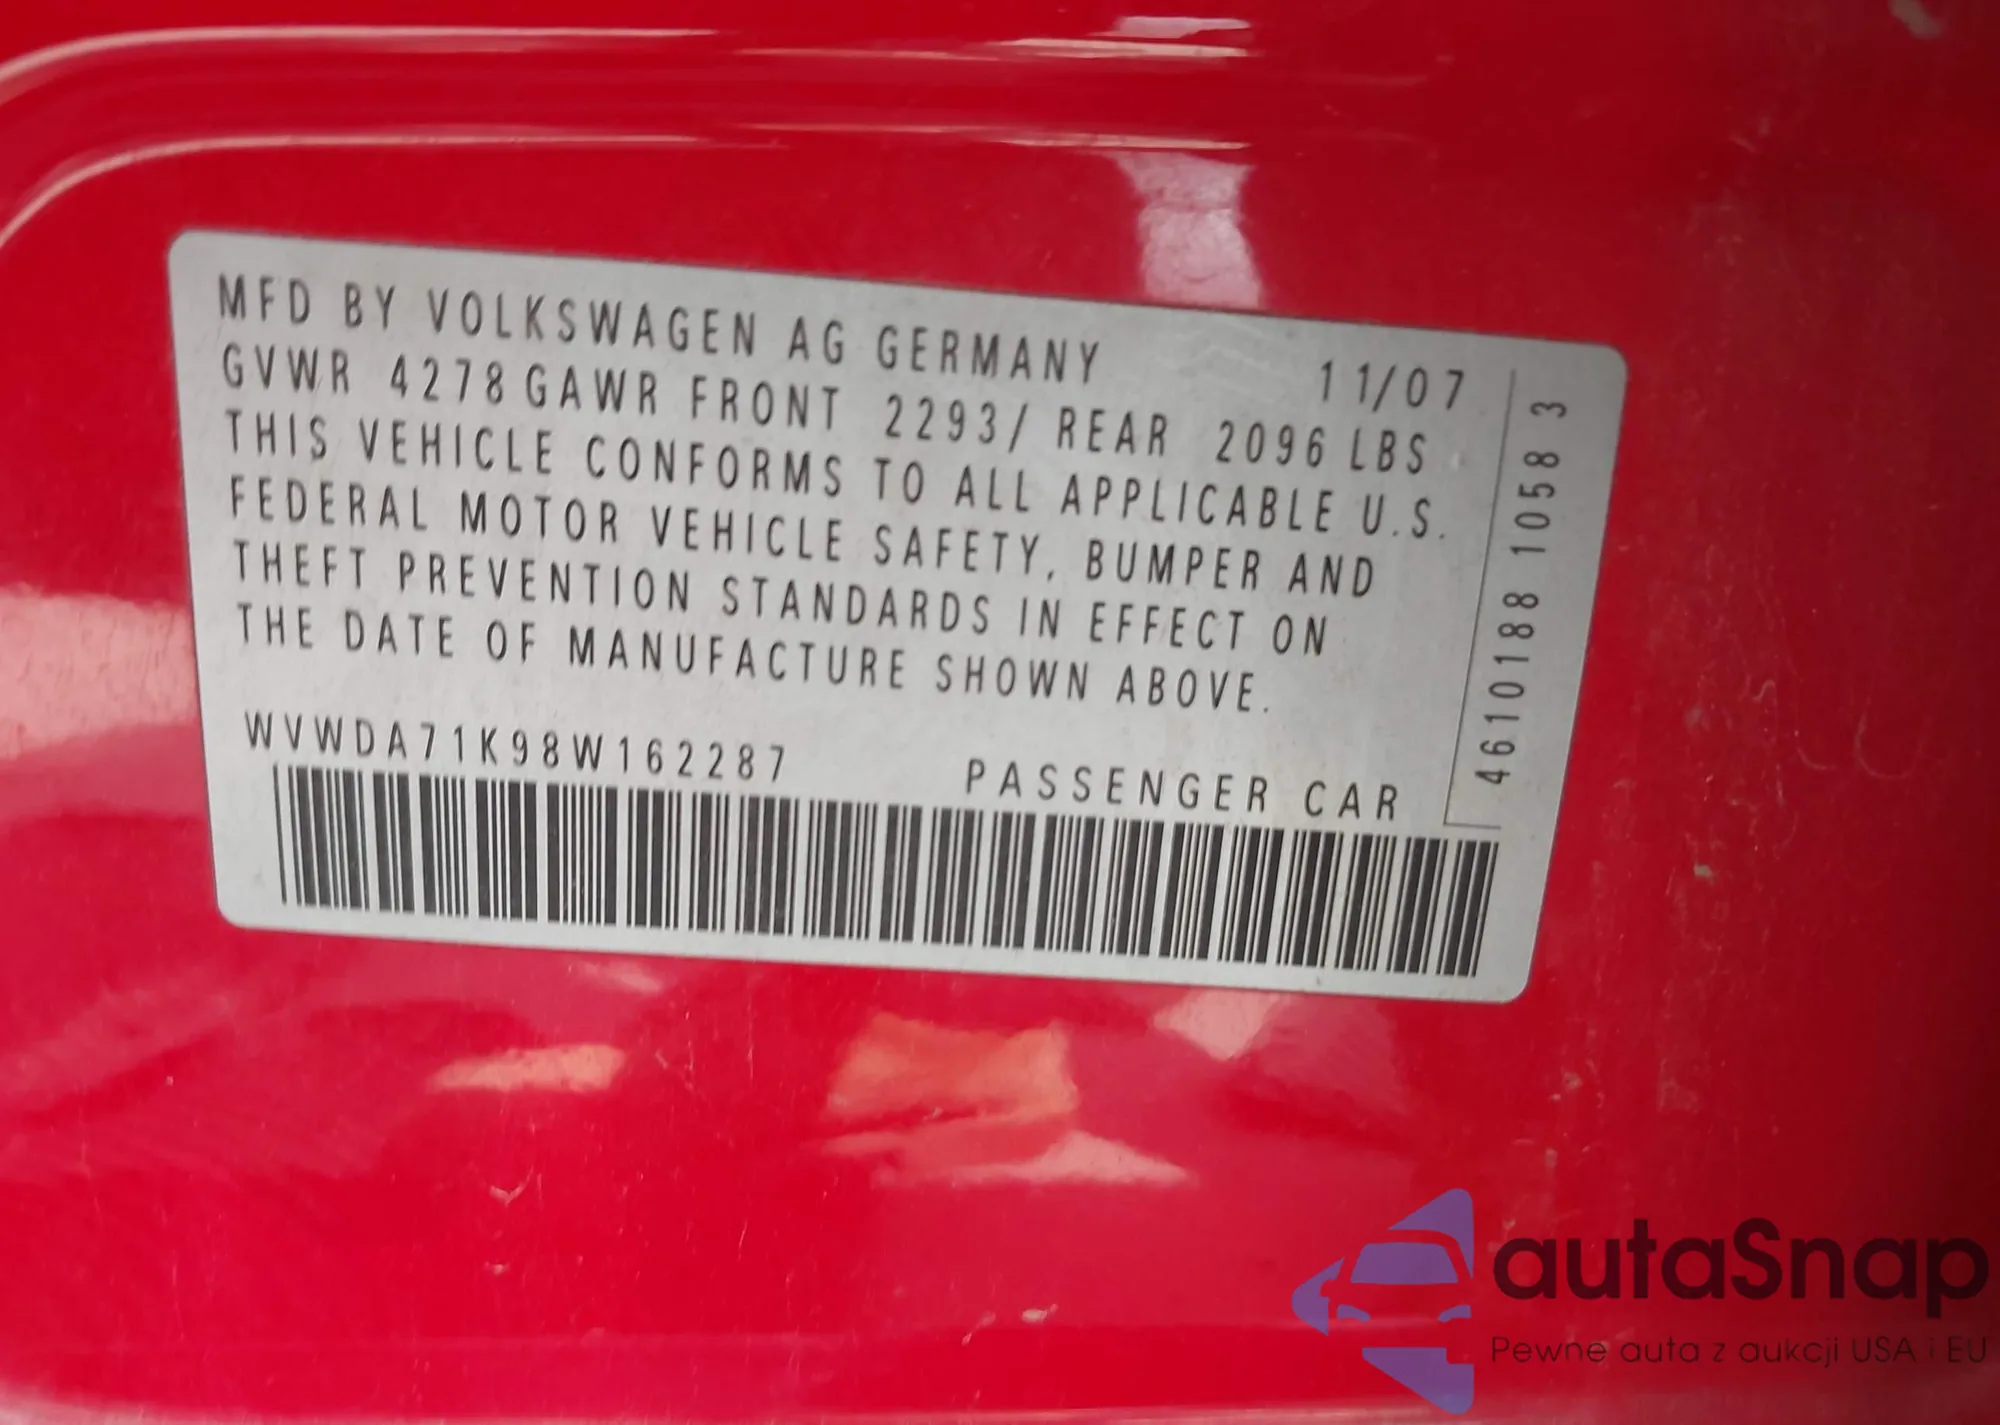 MFD BY VOLKSWAGEN AG GERMANY 11/07
GVWR 4278 GAWR FRONT 2293/ REAR 2096 LBS
THIS VEHICLE CONFORMS TO ALL APPLICABLE U.S.
FEDERAL MOTOR VEHICLE SAFETY, BUMPER AND
THEFT PREVENTION STANDARDS IN EFFECT ON
THE DATE OF MANUFACTURE SHOWN ABOVE.
WVWDA71K98W162287 PASSENGER CAR
4610188 1058 3
autaSnap
Pewne auta z aukcji USA i EU